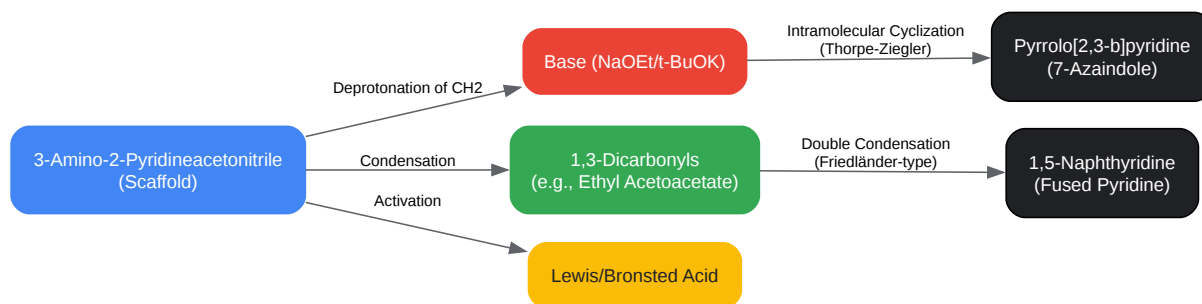 3-Amino-2-Pyridineacetonitrile
(Scaffold)
Deprotonation of CH2
Condensation
Activation
Base (NaOEt/t-BuOK)
1,3-Dicarbonyls
(e.g., Ethyl Acetoacetate)
Lewis/Bronsted Acid
Intramolecular Cyclization
(Thorpe-Ziegler)
Double Condensation
(Friedländer-type)
Pyrrolo[2,3-b]pyridine
(7-Azaindole)
1,5-Naphthyridine
(Fused Pyridine)